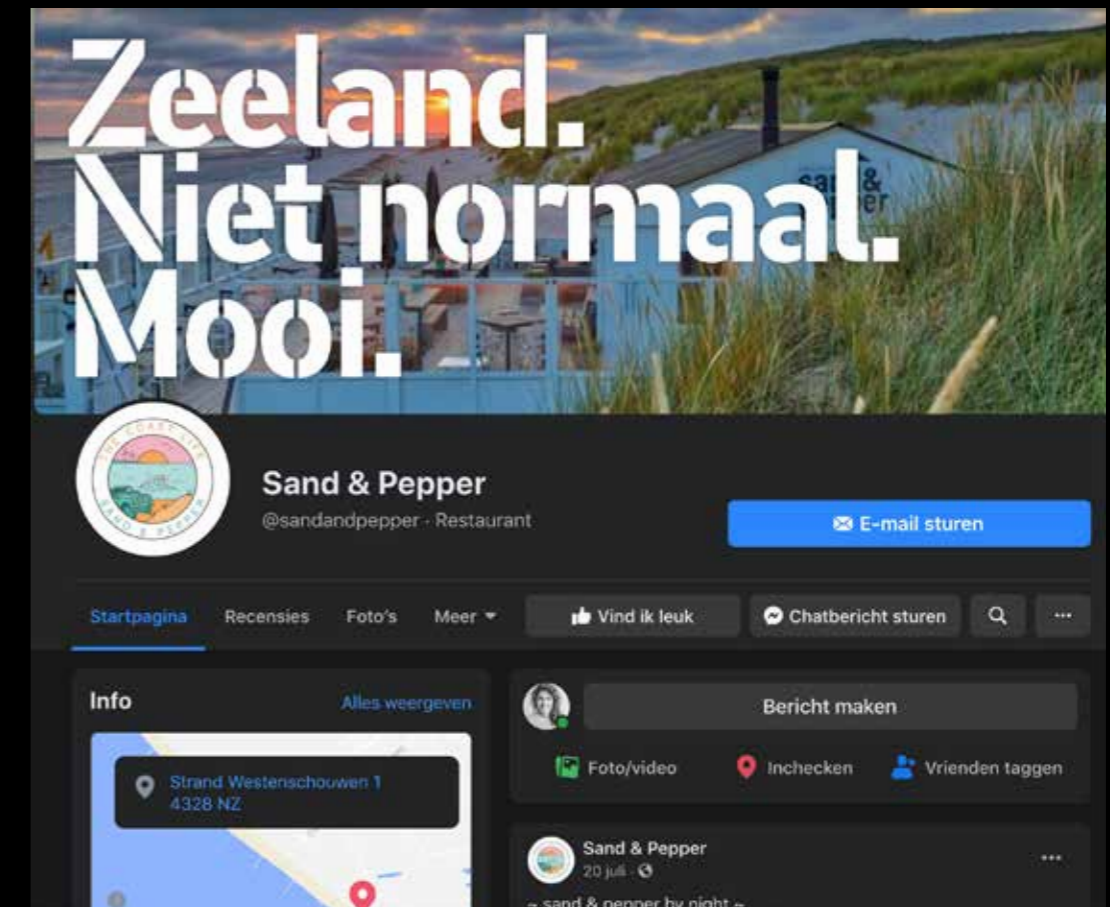 Zeeland.
Niet normaal.
Mooi.
sand &
pepper
THE COAST LIFE
SAND & PEPPER
Sand & Pepper
@sandandpepper · Restaurant
E-mail sturen
Startpagina
Recensies
Foto's
Meer
Vind ik leuk
Chatbericht sturen
Info
Alles weergeven
Strand Westenschouwen 1
4328 NZ
Bericht maken
Foto/video
Inchecken
Vrienden taggen
Sand & Pepper
20 juli
~ sand & pepper by night ~